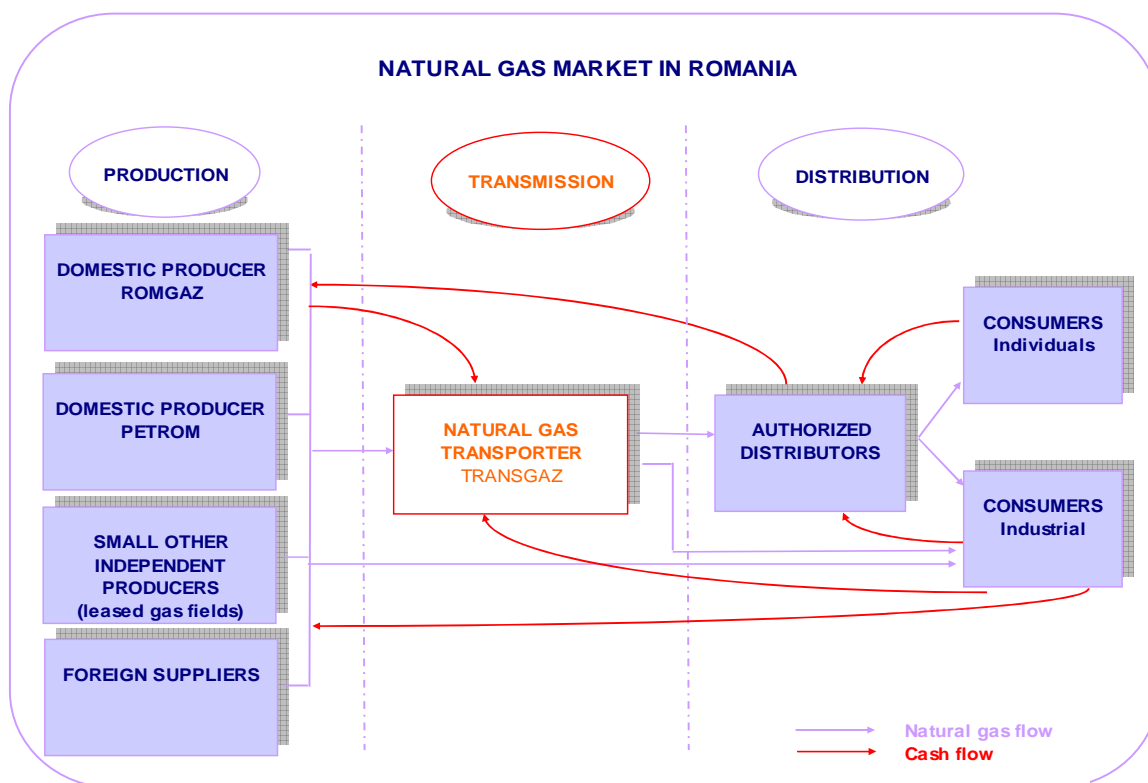 NATURAL GAS MARKET IN ROMANIA
PRODUCTION
TRANSMISSION
DISTRIBUTION
DOMESTIC PRODUCER
ROMGAZ
DOMESTIC PRODUCER
PETROM
SMALL OTHER
INDEPENDENT
PRODUCERS
(leased gas fields)
FOREIGN SUPPLIERS
NATURAL GAS
TRANSPORTER
TRANSGAZ
AUTHORIZED
DISTRIBUTORS
CONSUMERS
Individuals
CONSUMERS
Industrial
Natural gas flow
Cash flow